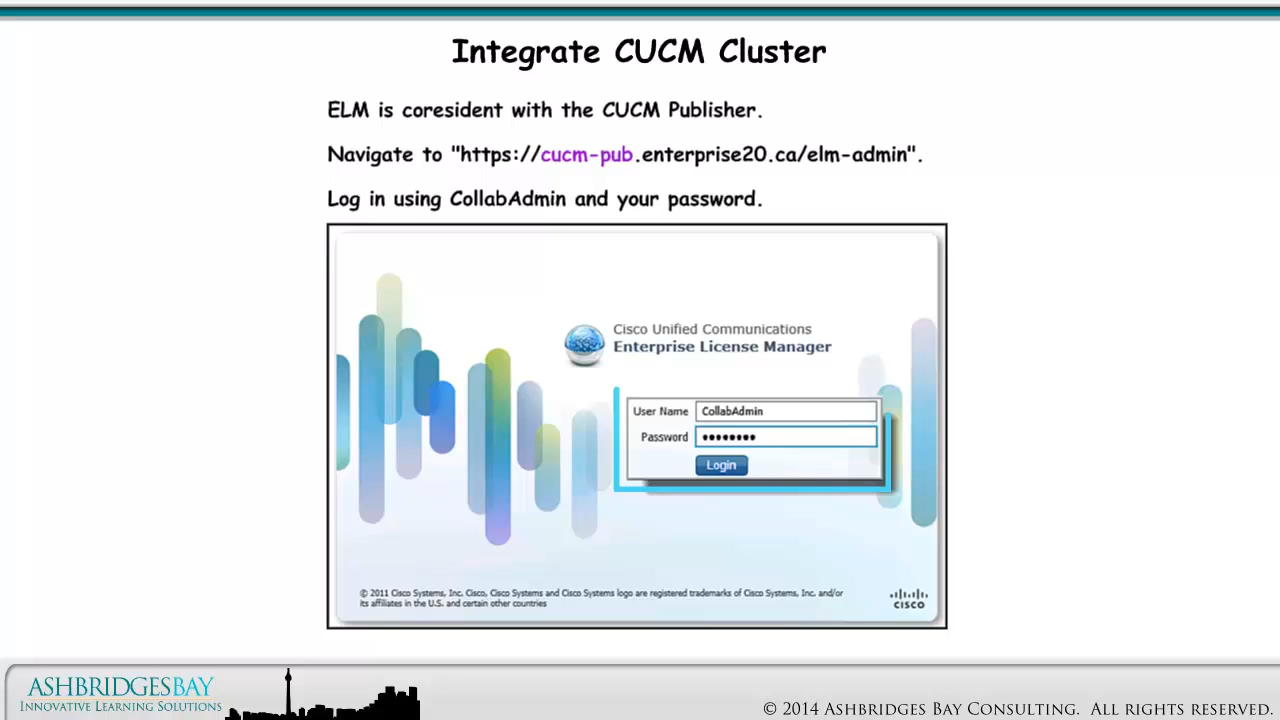 Integrate CUCM Cluster
ELM is coresident with the CUCM Publisher.
Navigate to "https://cucm-pub.enterprise20.ca/elm-admin".
Log in using CollabAdmin and your password.
Cisco Unified Communications
Enterprise License Manager
User Name CollabAdmin
Password ••••••••
Login
© 2011 Cisco Systems, Inc. Cisco, Cisco Systems and Cisco Systems logo are registered trademarks of Cisco Systems, Inc. and/or
its affiliates in the U.S. and certain other countries
CISCO
ASHBRIDGESBAY
INNOVATIVE LEARNING SOLUTIONS
© 2014 ASHBRIDGES BAY CONSULTING. ALL RIGHTS RESERVED.